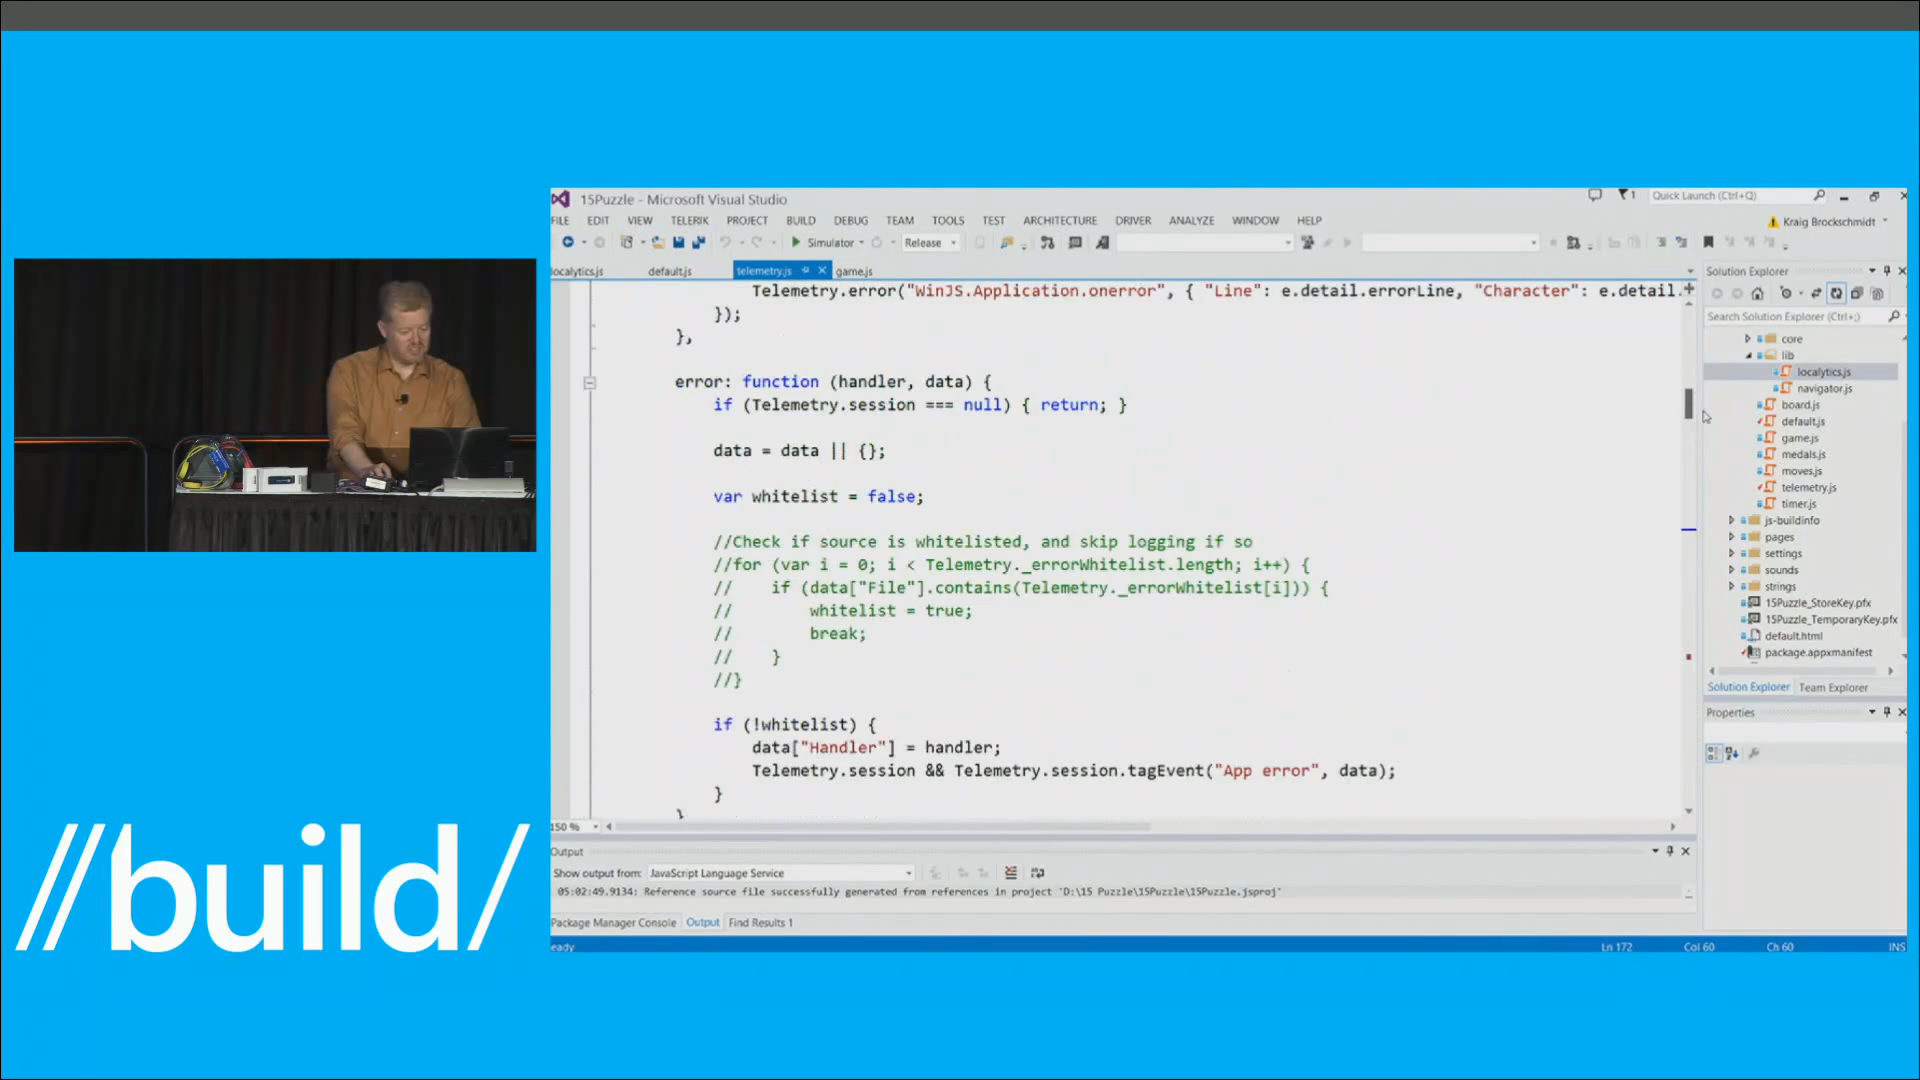 15Puzzle - Microsoft Visual Studio
1
Quick Launch (Ctrl+Q)
FILE EDIT VIEW TELERIK PROJECT BUILD DEBUG TEAM TOOLS TEST ARCHITECTURE DRIVER ANALYZE WINDOW HELP
Kraig Brockschmidt
Simulator
Release
localytics.js default.js telemetry.js game.js
Telemetry.error("WinJS.Application.onerror", { "Line": e.detail.errorLine, "Character": e.detail.
});
},
error: function (handler, data) {
if (Telemetry.session === null) { return; }
data = data || {};
var whitelist = false;
//Check if source is whitelisted, and skip logging if so
//for (var i = 0; i < Telemetry._errorWhitelist.length; i++) {
//    if (data["File"].contains(Telemetry._errorWhitelist[i])) {
//        whitelist = true;
//        break;
//    }
//}
if (!whitelist) {
data["Handler"] = handler;
Telemetry.session && Telemetry.session.tagEvent("App error", data);
}
}
150 %
Solution Explorer
Search Solution Explorer (Ctrl+;)
core
lib
localytics.js
navigator.js
board.js
default.js
game.js
medals.js
moves.js
telemetry.js
timer.js
js-buildinfo
pages
settings
sounds
strings
15Puzzle_StoreKey.pfx
15Puzzle_TemporaryKey.pfx
default.html
package.appxmanifest
Solution Explorer Team Explorer
Properties
Output
Show output from: JavaScript Language Service
05:02:49.9134: Reference source file successfully generated from references in project 'D:\15 Puzzle\15Puzzle\15Puzzle.jsproj'
Package Manager Console Output Find Results 1
eady
Ln 172 Col 60 Ch 60 INS
//build/